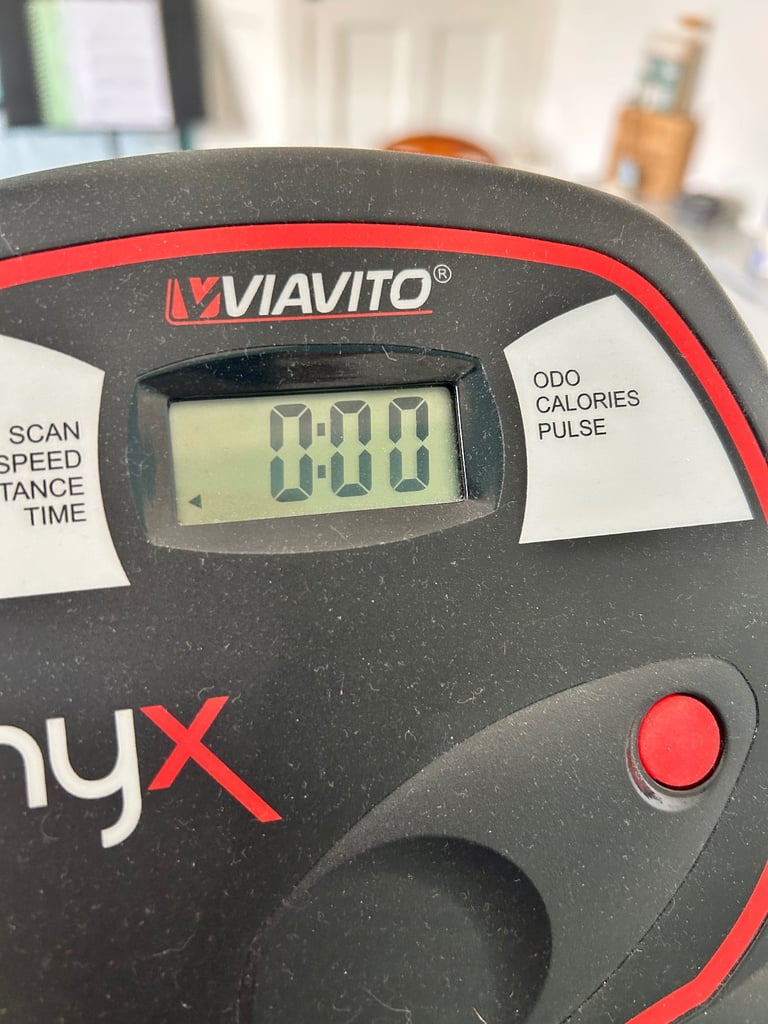 VIAVITO®
SCAN
SPEED
TANCE
TIME
0:00
ODO
CALORIES
PULSE
nyx